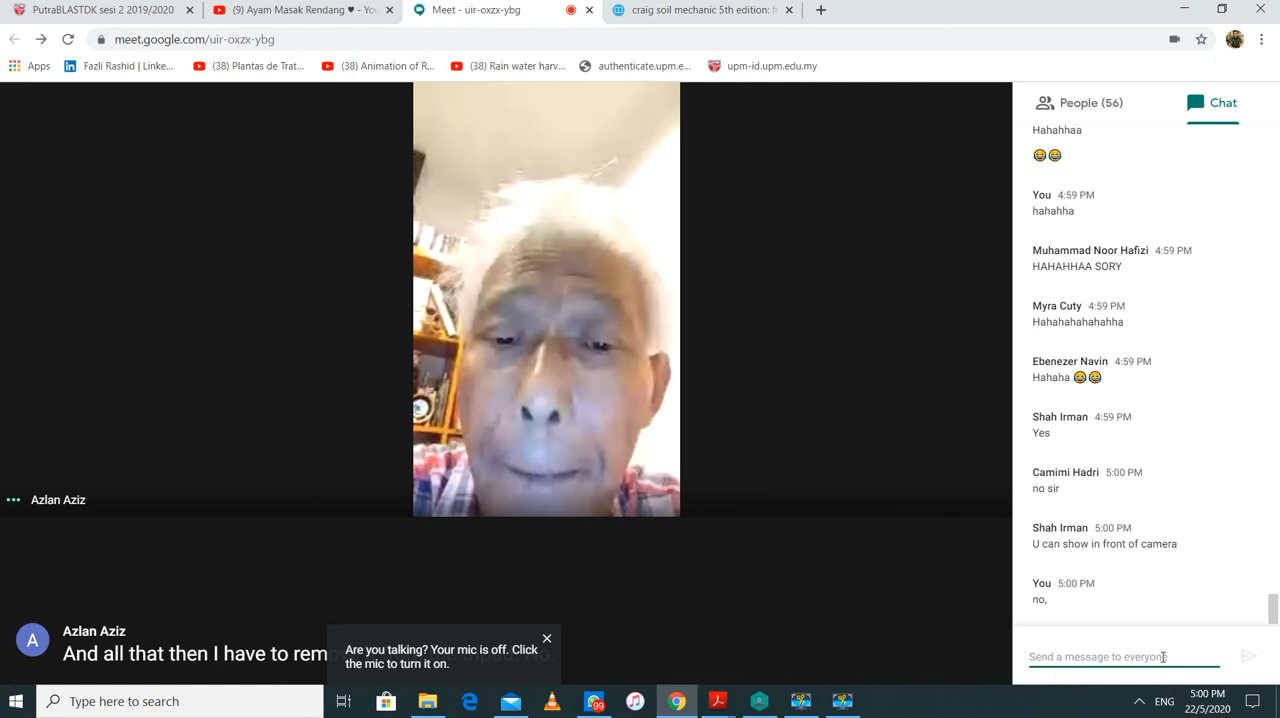 PutraBLASTDK sesi 2 2019/2020
(9) Ayam Masak Rendang ♥ - You
Meet - uir-oxzx-ybg
craig soil mechanic 5th edition: f
meet.google.com/uir-oxzx-ybg
Apps
Fazli Rashid | Linke...
(38) Plantas de Trat...
(38) Animation of R...
(38) Rain water harv...
authenticate.upm.e...
upm-id.upm.edu.my
People (56)
Chat
Hahahhaa
😂😂
You 4:59 PM
hahahha
Muhammad Noor Hafizi 4:59 PM
HAHAHHAA SORY
Myra Cuty 4:59 PM
Hahahahahahahha
Ebenezer Navin 4:59 PM
Hahaha 😂😂
Shah Irman 4:59 PM
Yes
Camimi Hadri 5:00 PM
no sir
Shah Irman 5:00 PM
U can show in front of camera
You 5:00 PM
no,
Send a message to everyone
Azlan Aziz
A
Azlan Aziz
And all that then I have to rem
No.
Are you talking? Your mic is off. Click
the mic to turn it on.
Type here to search
99
ENG
5:00 PM
22/5/2020